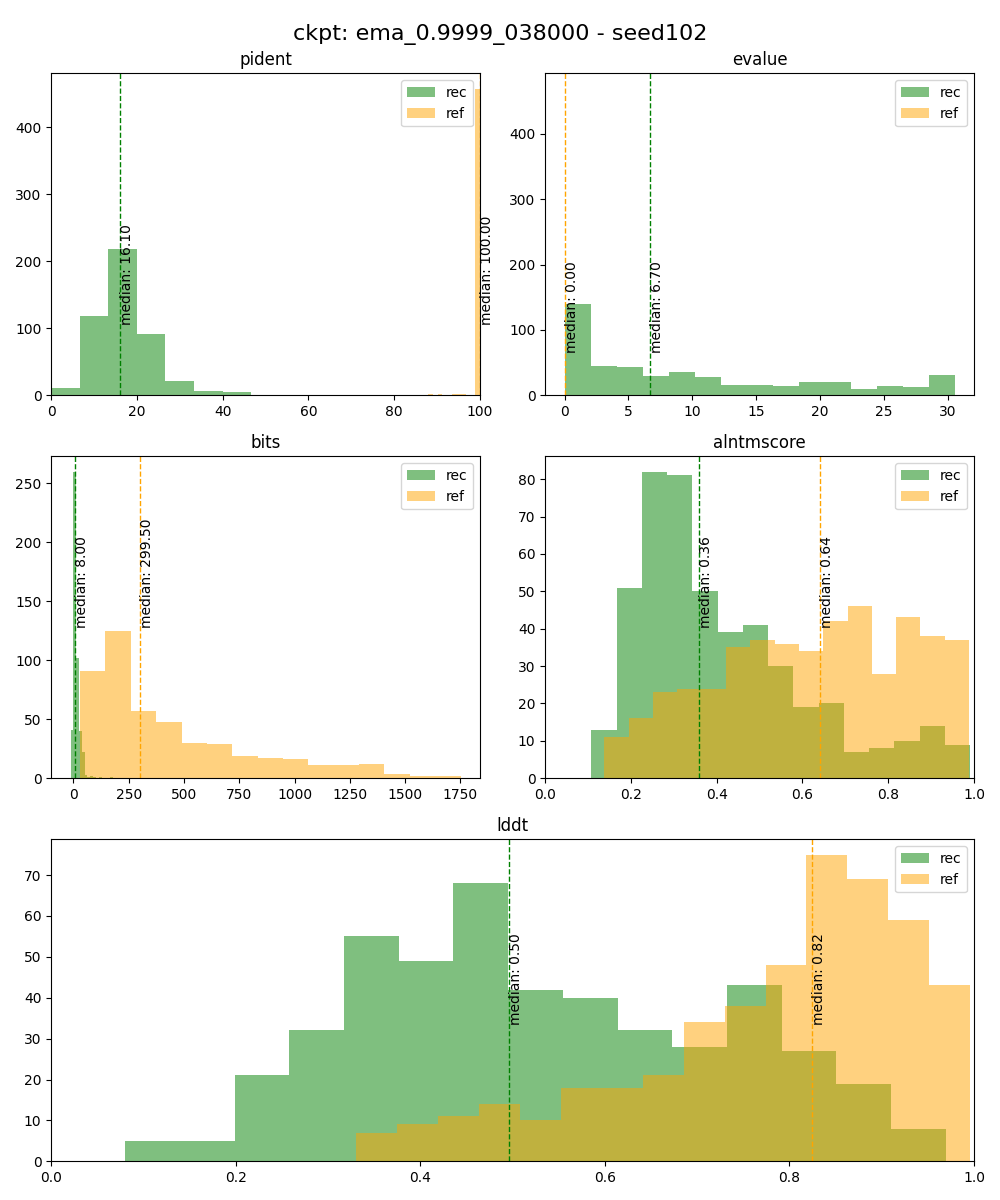 ckpt: ema_0.9999_038000 - seed102
pident
evalue
rec
ref
rec
ref
median: 16.10
median: 100.00
median: 0.00
median: 6.70
0
100
200
300
400
0
100
200
300
400
0 20 40 60 80 100
0 5 10 15 20 25 30
bits
alntmscore
rec
ref
rec
ref
median: 8.00
median: 299.50
median: 0.36
median: 0.64
0
50
100
150
200
250
0
10
20
30
40
50
60
70
80
0 250 500 750 1000 1250 1500 1750
0.0 0.2 0.4 0.6 0.8 1.0
lddt
rec
ref
median: 0.50
median: 0.82
0
10
20
30
40
50
60
70
0.0 0.2 0.4 0.6 0.8 1.0